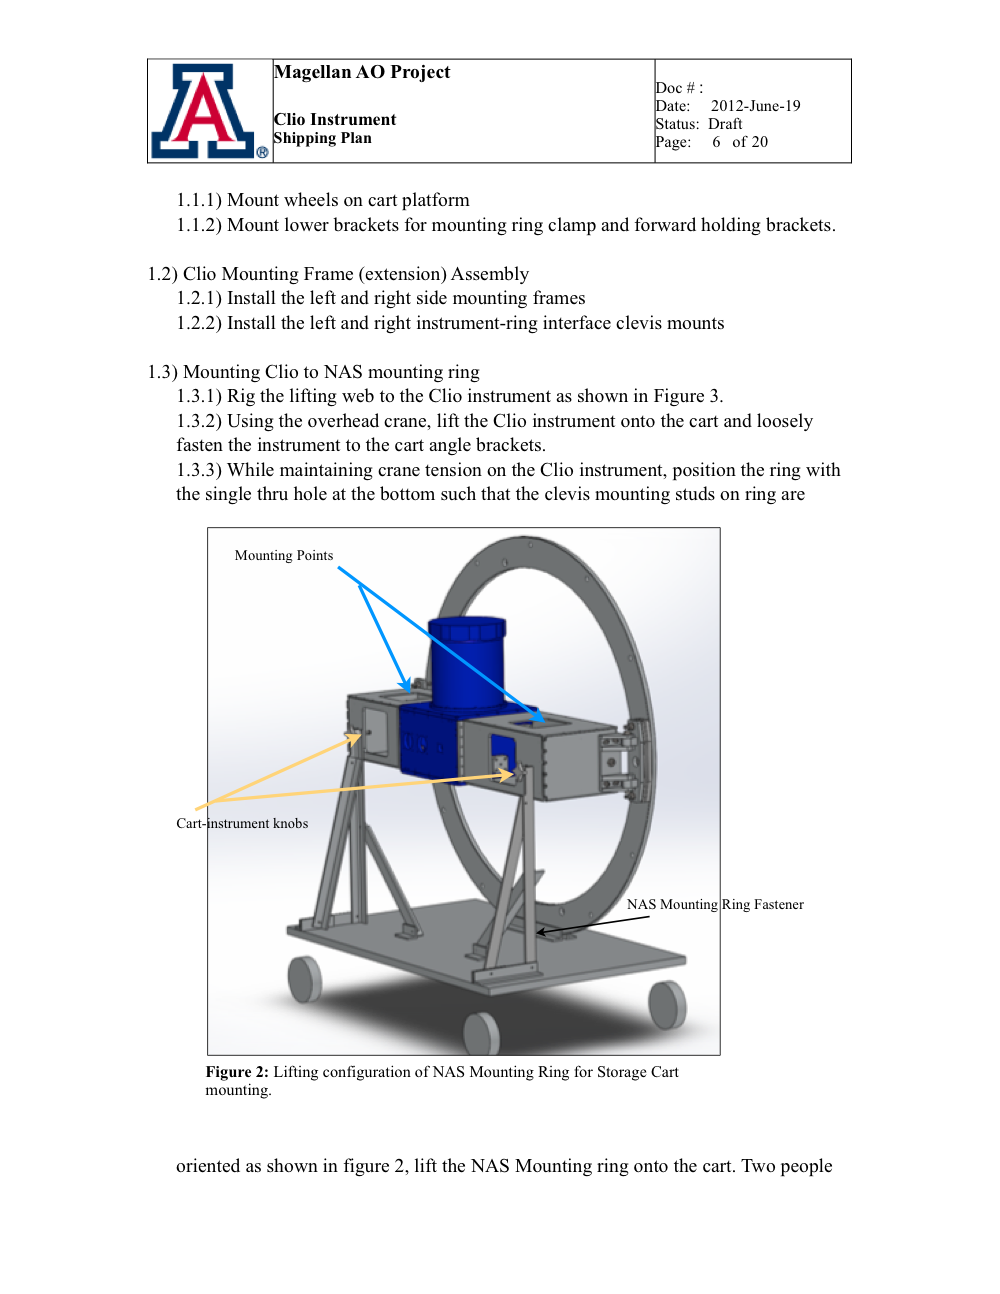 Magellan AO Project
Clio Instrument
Shipping Plan
Doc # :
Date: 2012-June-19
Status: Draft
Page: 6 of 20
A
®
1.1.1) Mount wheels on cart platform
1.1.2) Mount lower brackets for mounting ring clamp and forward holding brackets.
1.2) Clio Mounting Frame (extension) Assembly
1.2.1) Install the left and right side mounting frames
1.2.2) Install the left and right instrument-ring interface clevis mounts
1.3) Mounting Clio to NAS mounting ring
1.3.1) Rig the lifting web to the Clio instrument as shown in Figure 3.
1.3.2) Using the overhead crane, lift the Clio instrument onto the cart and loosely
fasten the instrument to the cart angle brackets.
1.3.3) While maintaining crane tension on the Clio instrument, position the ring with
the single thru hole at the bottom such that the clevis mounting studs on ring are
Mounting Points
Cart-instrument knobs
NAS Mounting Ring Fastener
Figure 2: Lifting configuration of NAS Mounting Ring for Storage Cart
mounting.
oriented as shown in figure 2, lift the NAS Mounting ring onto the cart. Two people